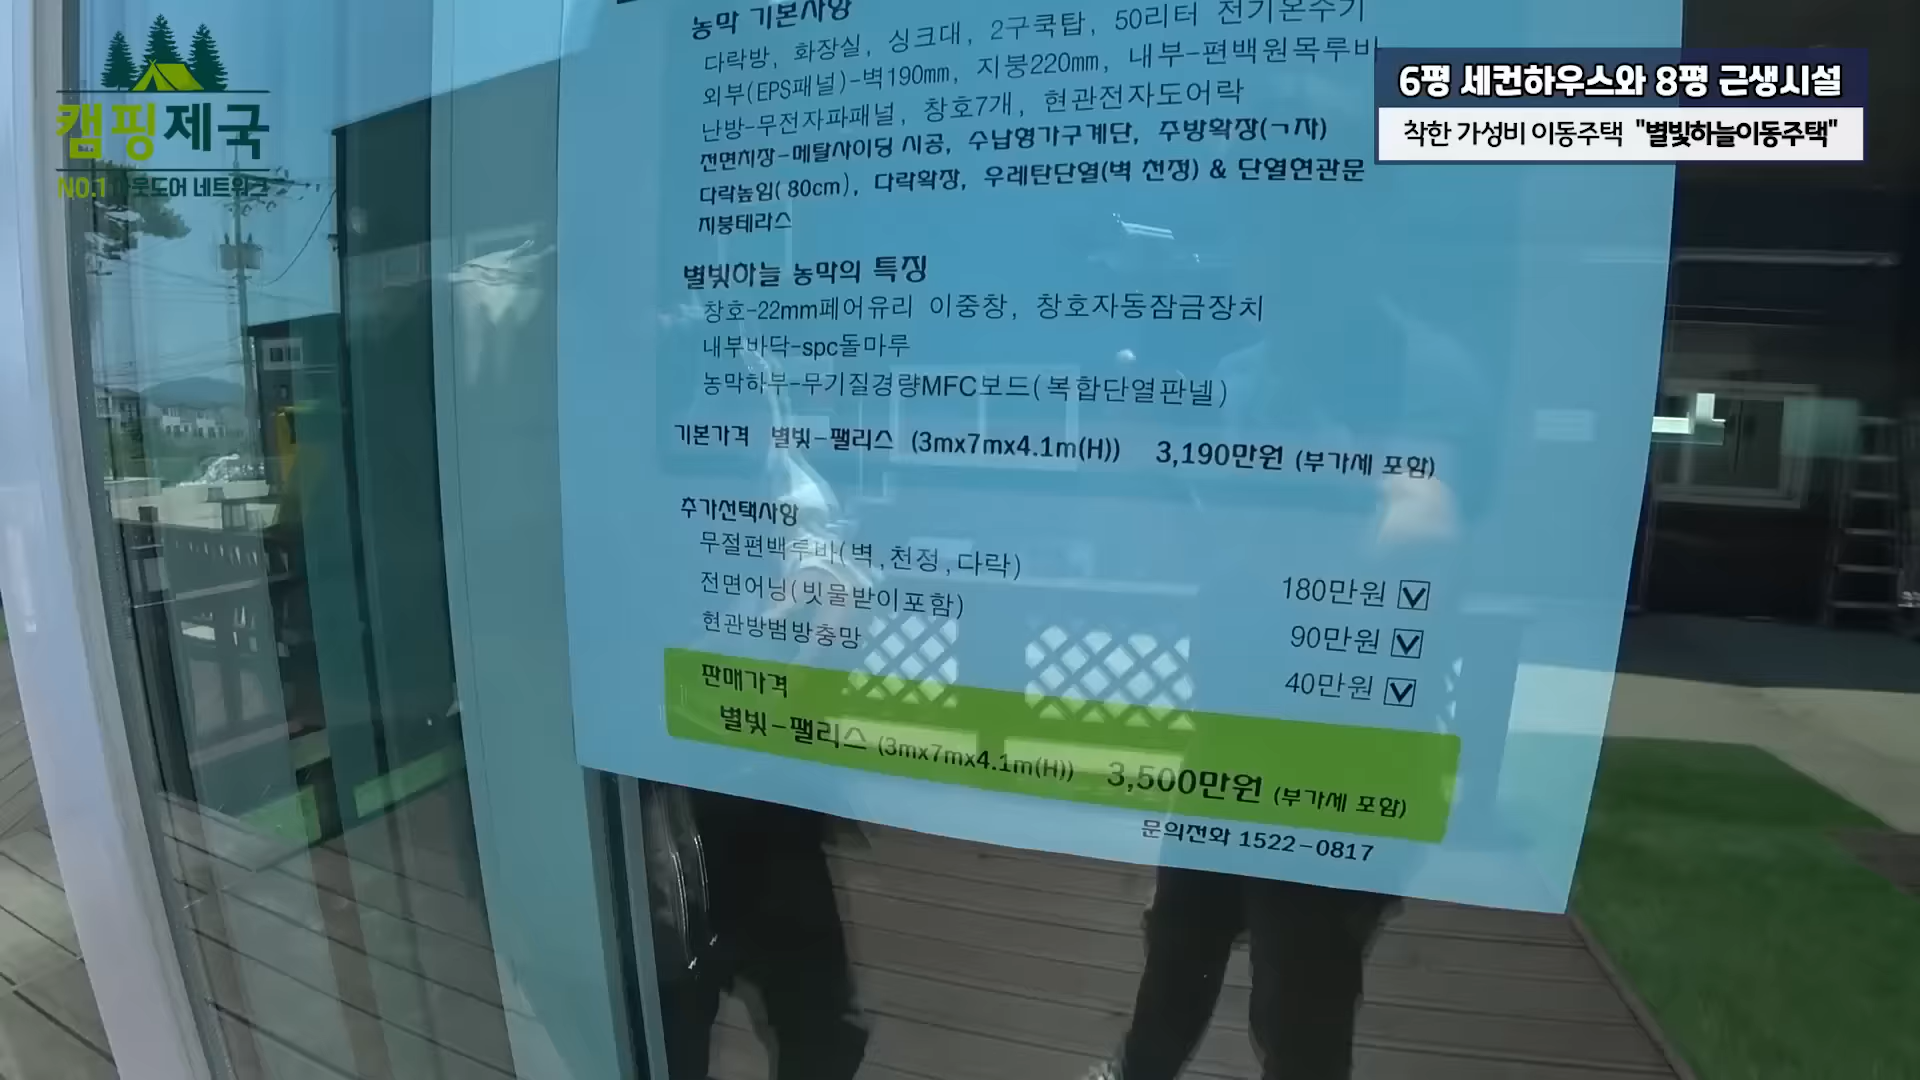 캠핑제국
NO.1 아웃도어 네트워크
6평 세컨하우스와 8평 근생시설
착한 가성비 이동주택 "별빛하늘이동주택"
농막 기본사항
다락방, 화장실, 싱크대, 2구쿡탑, 50리터 전기온수기
외부(EPS패널)-벽190mm, 지붕220mm, 내부-편백원목루바
난방-무전자파패널, 창호7개, 현관전자도어락
전면치장-메탈사이딩 시공, 수납형가구계단, 주방확장(ㄱ자)
다락높임( 80cm), 다락확장, 우레탄단열(벽 천정) & 단열현관문
지붕테라스
별빛하늘 농막의 특징
창호-22mm페어유리 이중창, 창호자동잠금장치
내부바닥-spc돌마루
농막하부-무기질경량MFC보드(복합단열판넬)
기본가격 별빛-팰리스 (3mx7mx4.1m(H)) 3,190만원 (부가세 포함)
추가선택사항
무절편백루바(벽,천정,다락) 180만원 ☑
전면어닝(빗물받이포함) 90만원 ☑
현관방범방충망 40만원 ☑
판매가격
별빛-팰리스 (3mx7mx4.1m(H)) 3,500만원 (부가세 포함)
문의전화 1522-0817